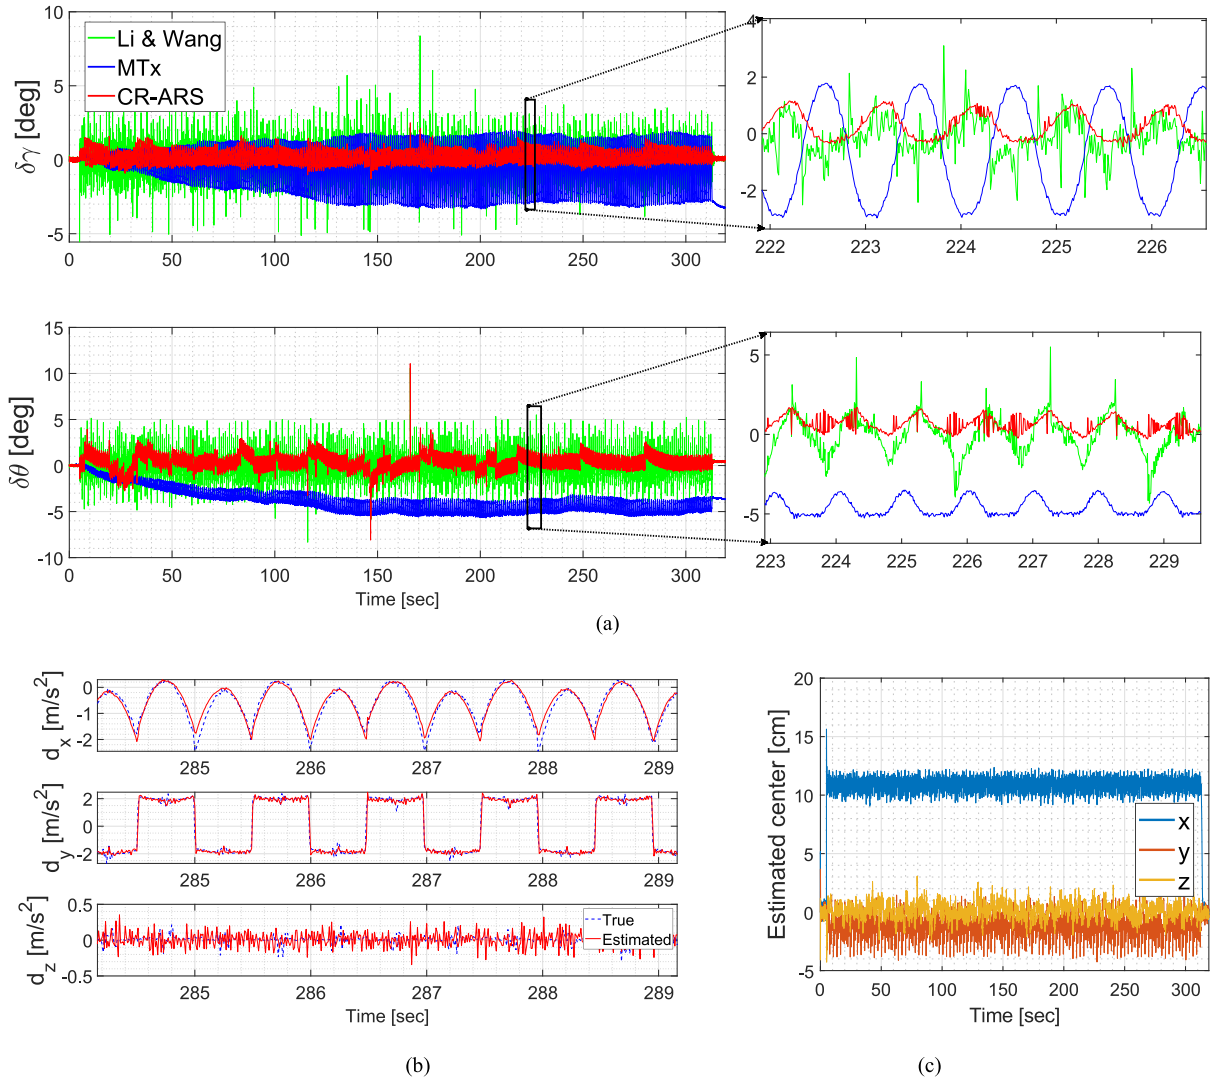 δγ [deg]
10
5
0
-5
Li & Wang
MTx
CR-ARS
0 50 100 150 200 250 300
4
2
0
-2
222 223 224 225 226
δθ [deg]
15
10
5
0
-5
-10
0 50 100 150 200 250 300
Time [sec]
5
0
-5
223 224 225 226 227 228 229
(a)
d_x [m/s²]
0
-1
-2
285 286 287 288 289
d_y [m/s²]
2
0
-2
285 286 287 288 289
d_z [m/s²]
0.5
0
-0.5
True
Estimated
285 286 287 288 289
Time [sec]
(b)
Estimated center [cm]
20
15
10
5
0
-5
x
y
z
0 50 100 150 200 250 300
Time [sec]
(c)